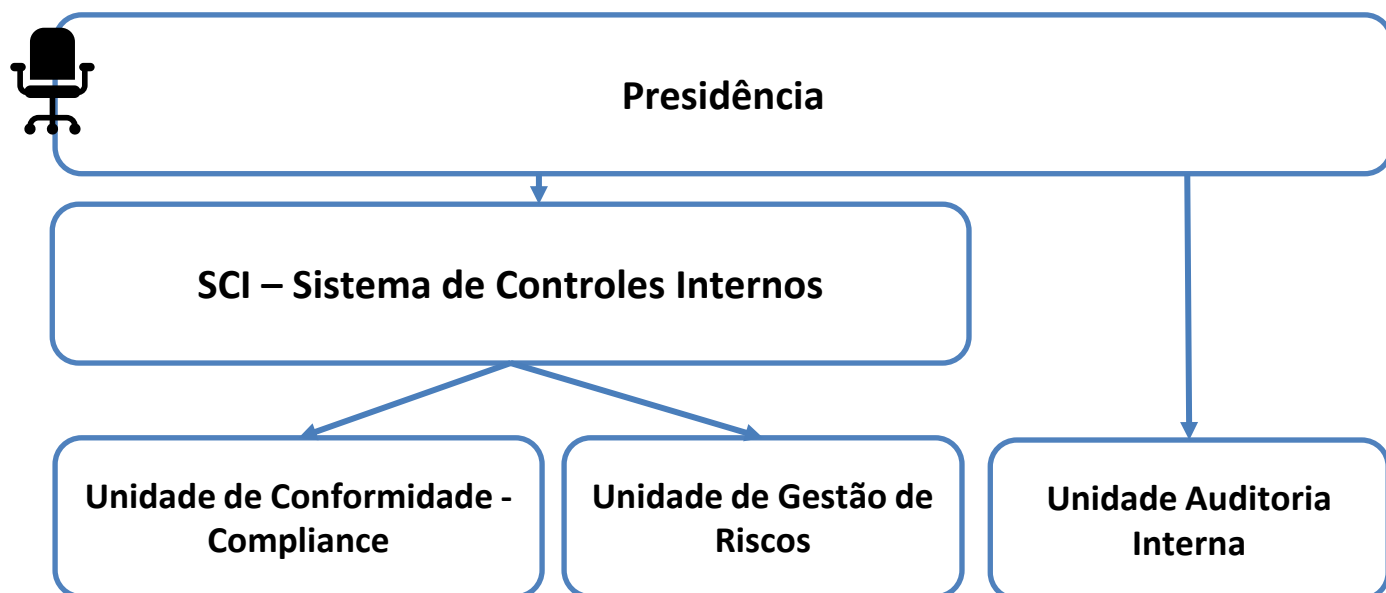 Presidência
SCI – Sistema de Controles Internos
Unidade de Conformidade -
Compliance
Unidade de Gestão de
Riscos
Unidade Auditoria
Interna